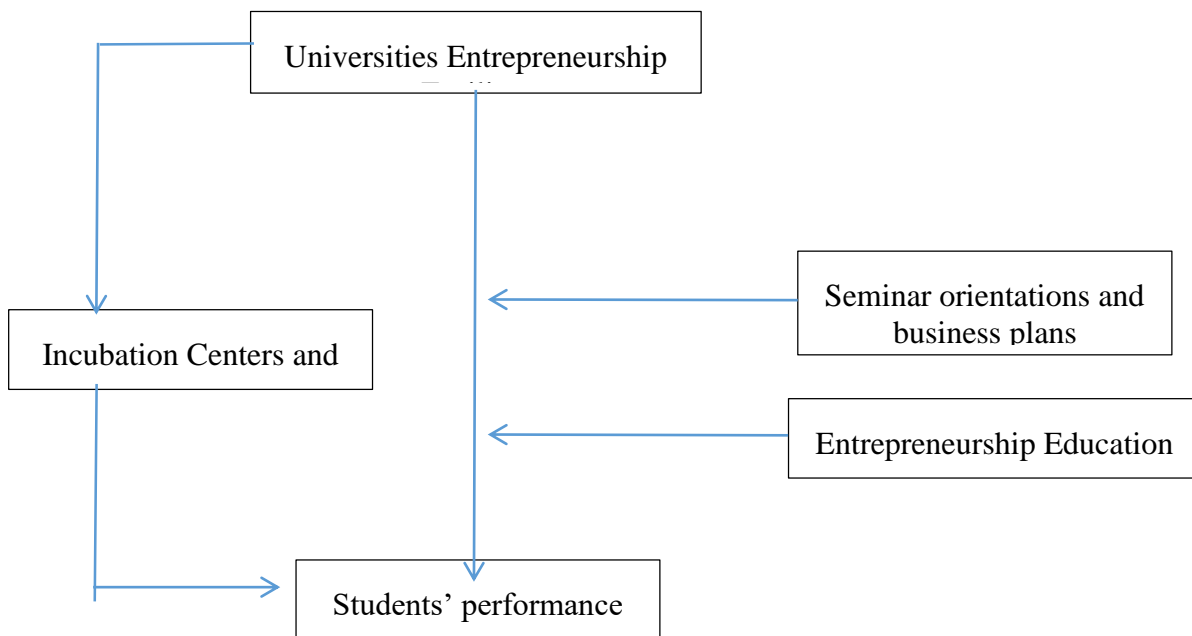 Universities Entrepreneurship
Seminar orientations and
business plans
Incubation Centers and
Entrepreneurship Education
Students’ performance